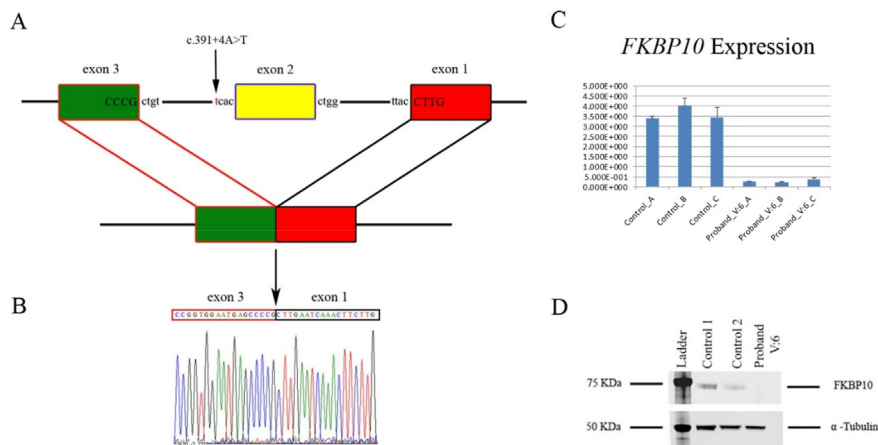 A
c.391+4A>T
exon 3
exon 2
exon 1
CCCG ctgt
tcac
ctgg
ttac CTTG
B
exon 3
exon 1
CCGGTGGAATGAGCCCCGCTTGAATCAAACTTCTTG
C
FKBP10 Expression
5.000E+000
4.500E+000
4.000E+000
3.500E+000
3.000E+000
2.500E+000
2.000E+000
1.500E+000
1.000E+000
5.000E-001
0.000E+000
Control_A
Control_B
Control_C
Proband_V:6_A
Proband_V:6_B
Proband_V:6_C
D
Ladder
Control 1
Control 2
Proband
V:6
75 KDa
FKBP10
50 KDa
α -Tubulin